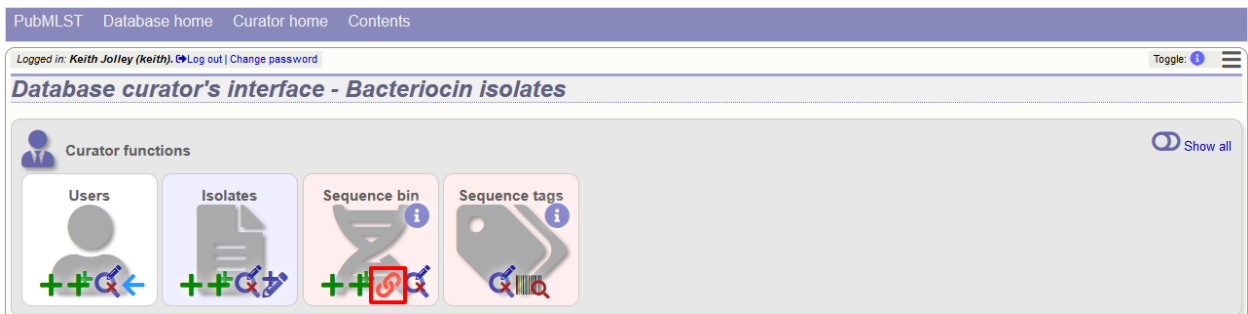 PubMLST Database home Curator home Contents
Logged in: Keith Jolley (keith). Log out | Change password Toggle: i
Database curator's interface - Bacteriocin isolates
Curator functions Show all
Users Isolates Sequence bin Sequence tags
i i